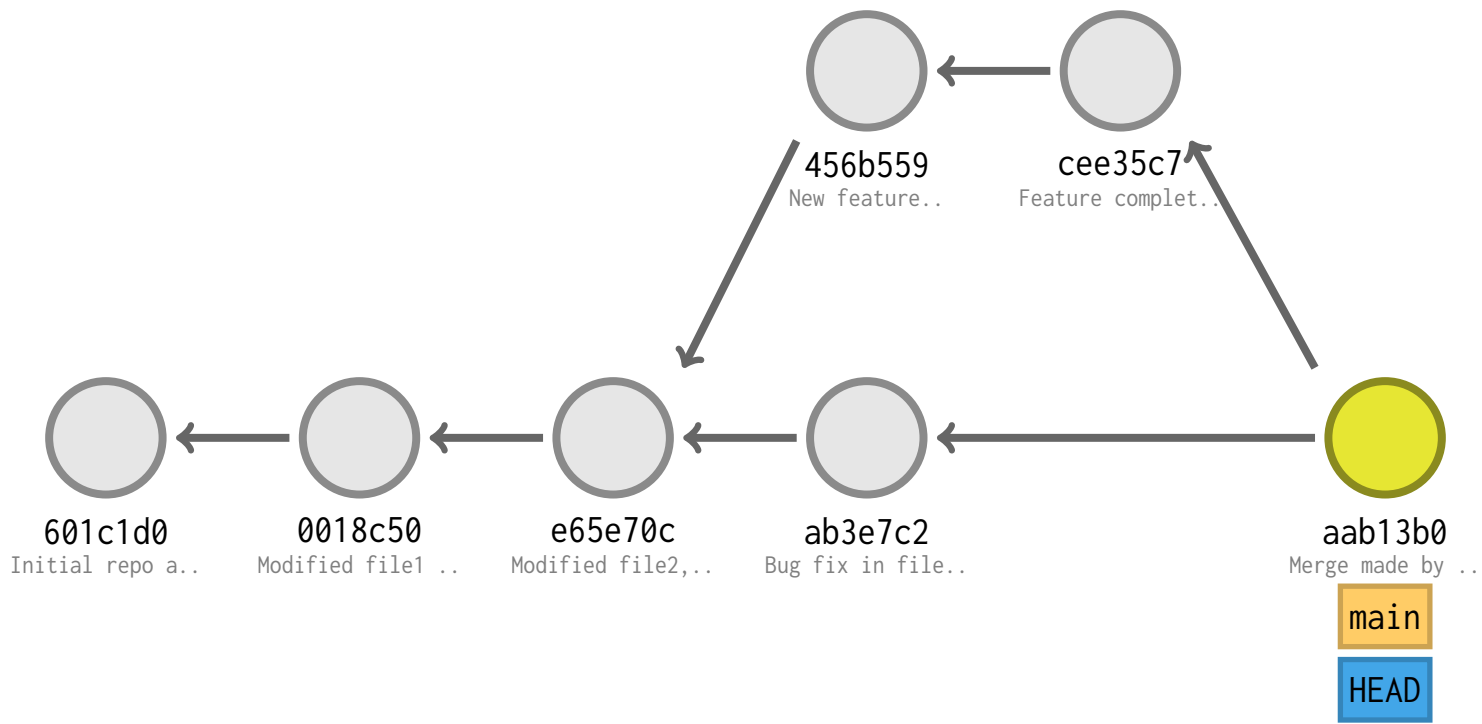 456b559
New feature..
cee35c7
Feature complet..
601c1d0
Initial repo a..
0018c50
Modified file1 ..
e65e70c
Modified file2,..
ab3e7c2
Bug fix in file..
aab13b0
Merge made by ..
main
HEAD